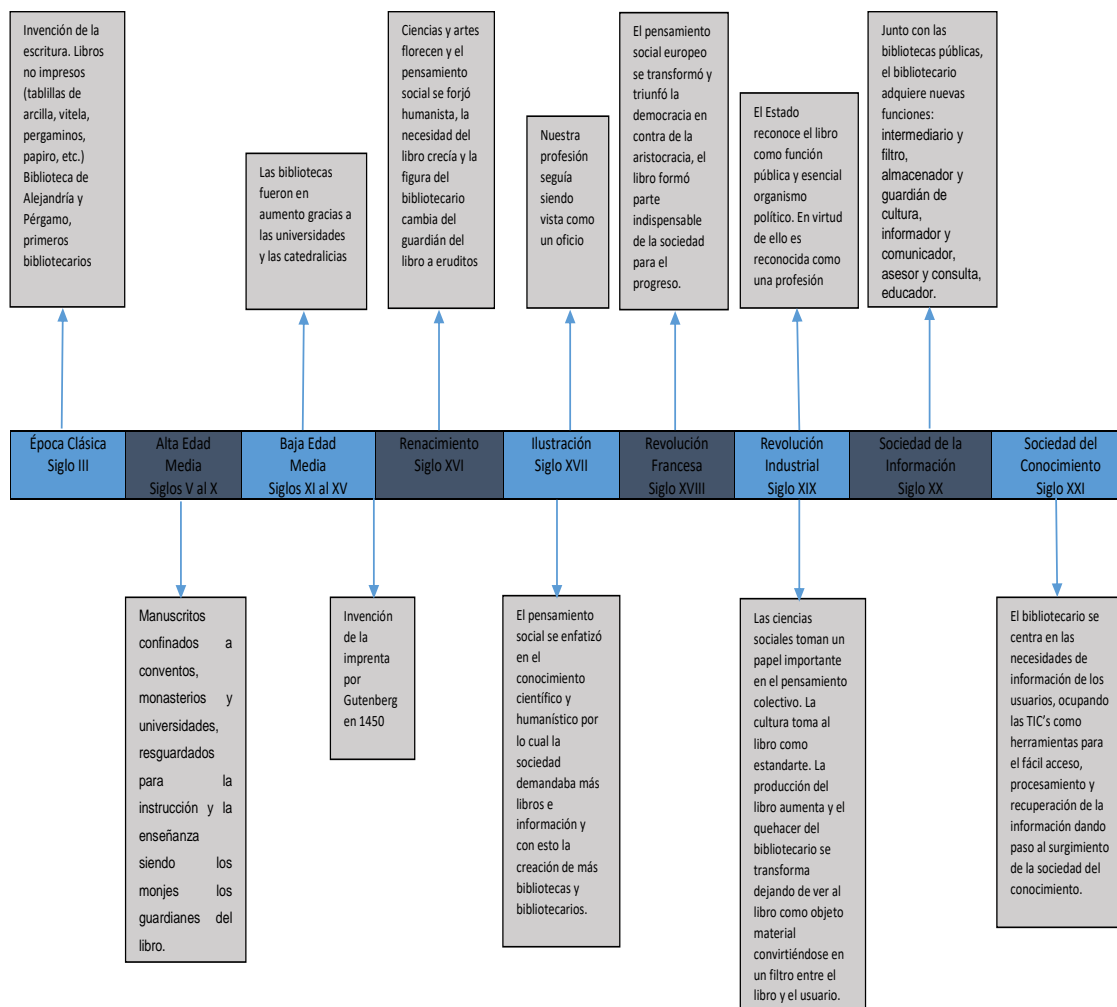 Invención de la
escritura. Libros
no impresos
(tablillas de
arcilla, vitela,
pergaminos,
papiro, etc.)
Biblioteca de
Alejandría y
Pérgamo,
primeros
bibliotecarios
Las bibliotecas
fueron en
aumento gracias a
las universidades
y las catedralicias
Ciencias y artes
florecen y el
pensamiento
social se forjó
humanista, la
necesidad del
libro crecía y la
figura del
bibliotecario
cambia del
guardián del
libro a eruditos
Nuestra
profesión
seguía
siendo
vista como
un oficio
El pensamiento
social europeo
se transformó y
triunfó la
democracia en
contra de la
aristocracia, el
libro formó
parte
indispensable
de la sociedad
para el
progreso.
El Estado
reconoce el libro
como función
pública y esencial
organismo
político. En virtud
de ello es
reconocida como
una profesión
Junto con las
bibliotecas públicas,
el bibliotecario
adquiere nuevas
funciones:
intermediario y
filtro,
almacenador y
guardián de
cultura,
informador y
comunicador,
asesor y consulta,
educador.
Época Clásica
Siglo III
Alta Edad
Media
Siglos V al X
Baja Edad
Media
Siglos XI al XV
Renacimiento
Siglo XVI
Ilustración
Siglo XVII
Revolución
Francesa
Siglo XVIII
Revolución
Industrial
Siglo XIX
Sociedad de la
Información
Siglo XX
Sociedad del
Conocimiento
Siglo XXI
Manuscritos
confinados a
conventos,
monasterios y
universidades,
resguardados
para la
instrucción y la
enseñanza
siendo los
monjes los
guardianes del
libro.
Invención
de la
imprenta
por
Gutenberg
en 1450
El pensamiento
social se enfatizó
en el
conocimiento
científico y
humanístico por
lo cual la
sociedad
demandaba más
libros e
información y
con esto la
creación de más
bibliotecas y
bibliotecarios.
Las ciencias
sociales toman un
papel importante
en el pensamiento
colectivo. La
cultura toma al
libro como
estandarte. La
producción del
libro aumenta y el
quehacer del
bibliotecario se
transforma
dejando de ver al
libro como objeto
material
convirtiéndose en
un filtro entre el
libro y el usuario.
El bibliotecario se
centra en las
necesidades de
información de los
usuarios, ocupando
las TIC's como
herramientas para
el fácil acceso,
procesamiento y
recuperación de la
información dando
paso al surgimiento
de la sociedad del
conocimiento.